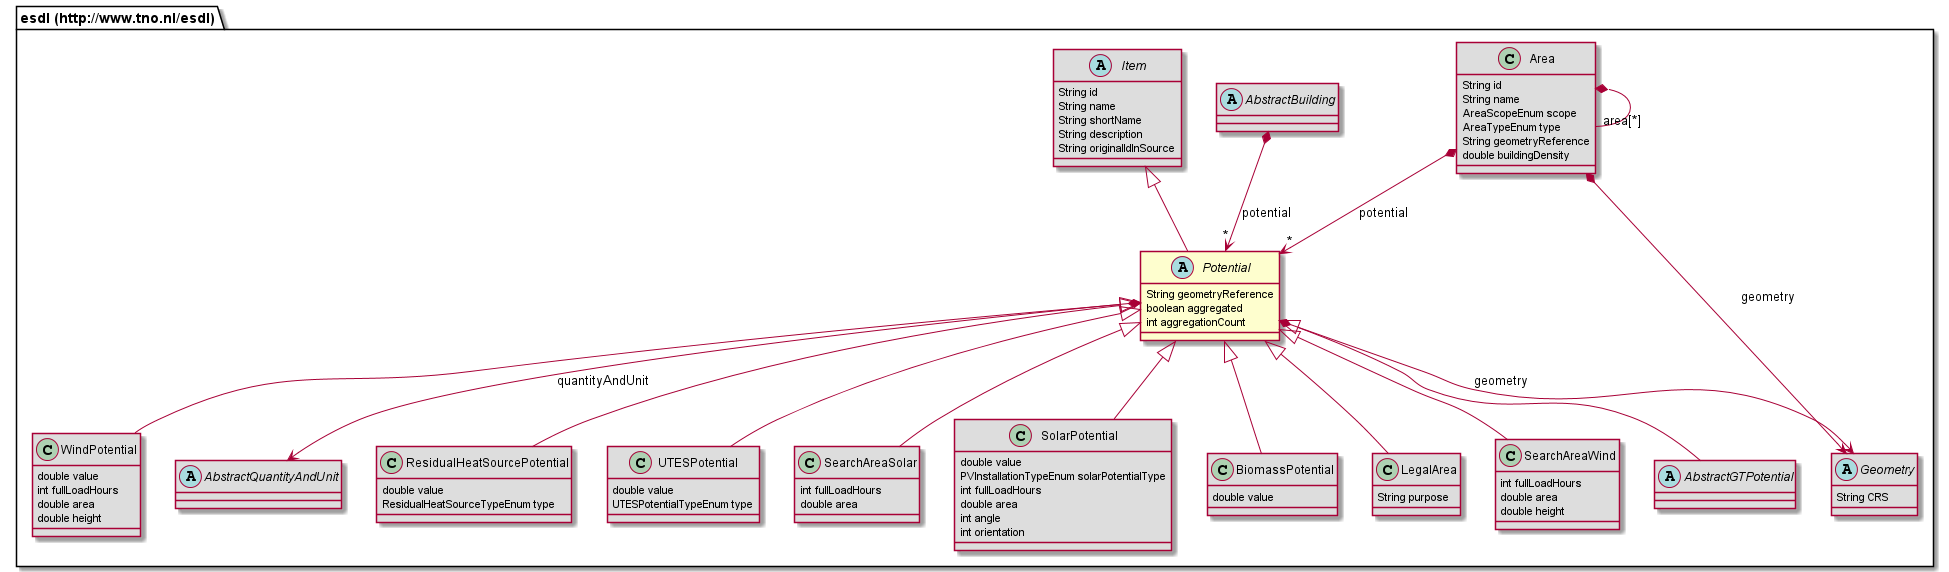 esdl (http://www.tno.nl/esdl)
A Item
String id
String name
String shortName
String description
String originalIdInSource
A AbstractBuilding
C Area
String id
String name
AreaScopeEnum scope
AreaTypeEnum type
String geometryReference
double buildingDensity
area[*]
potential
*
potential
*
geometry
A Potential
String geometryReference
boolean aggregated
int aggregationCount
quantityAndUnit
geometry
C WindPotential
double value
int fullLoadHours
double area
double height
A AbstractQuantityAndUnit
C ResidualHeatSourcePotential
double value
ResidualHeatSourceTypeEnum type
C UTESPotential
double value
UTESPotentialTypeEnum type
C SearchAreaSolar
int fullLoadHours
double area
C SolarPotential
double value
PVInstallationTypeEnum solarPotentialType
int fullLoadHours
double area
int angle
int orientation
C BiomassPotential
double value
C LegalArea
String purpose
C SearchAreaWind
int fullLoadHours
double area
double height
A AbstractGTPotential
A Geometry
String CRS